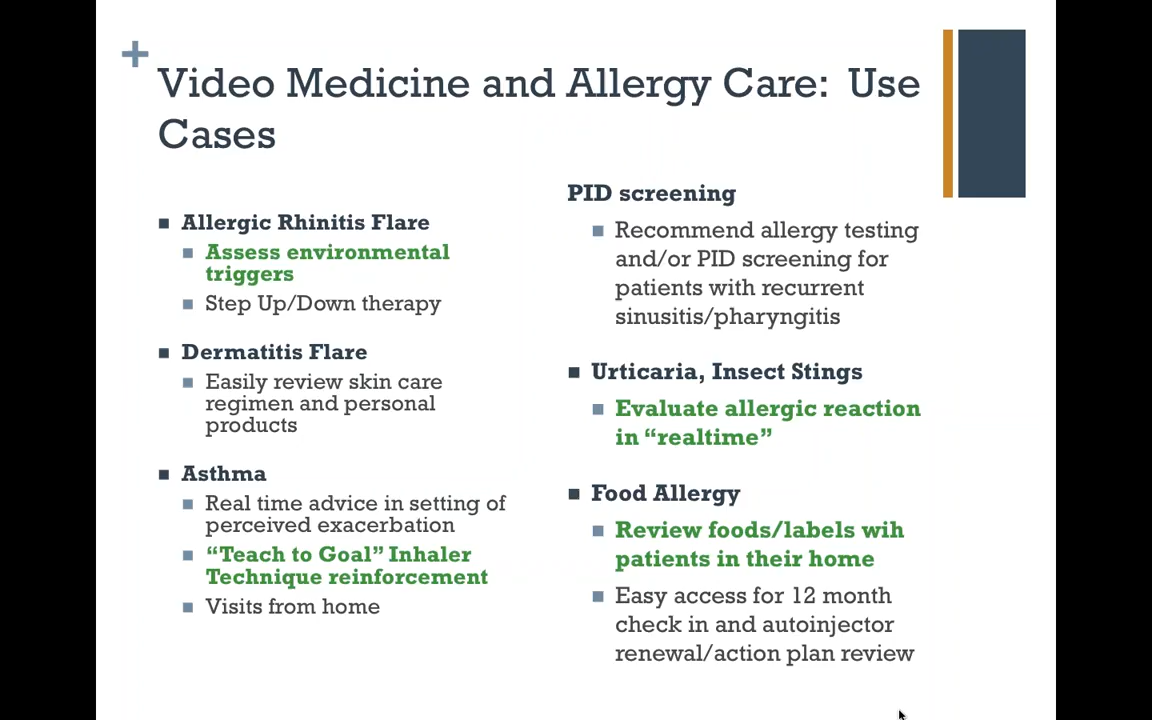 +
Video Medicine and Allergy Care: Use
Cases
Allergic Rhinitis Flare
Assess environmental
triggers
Step Up/Down therapy
Dermatitis Flare
Easily review skin care
regimen and personal
products
Asthma
Real time advice in setting of
perceived exacerbation
“Teach to Goal” Inhaler
Technique reinforcement
Visits from home
PID screening
Recommend allergy testing
and/or PID screening for
patients with recurrent
sinusitis/pharyngitis
Urticaria, Insect Stings
Evaluate allergic reaction
in “realtime”
Food Allergy
Review foods/labels wih
patients in their home
Easy access for 12 month
check in and autoinjector
renewal/action plan review